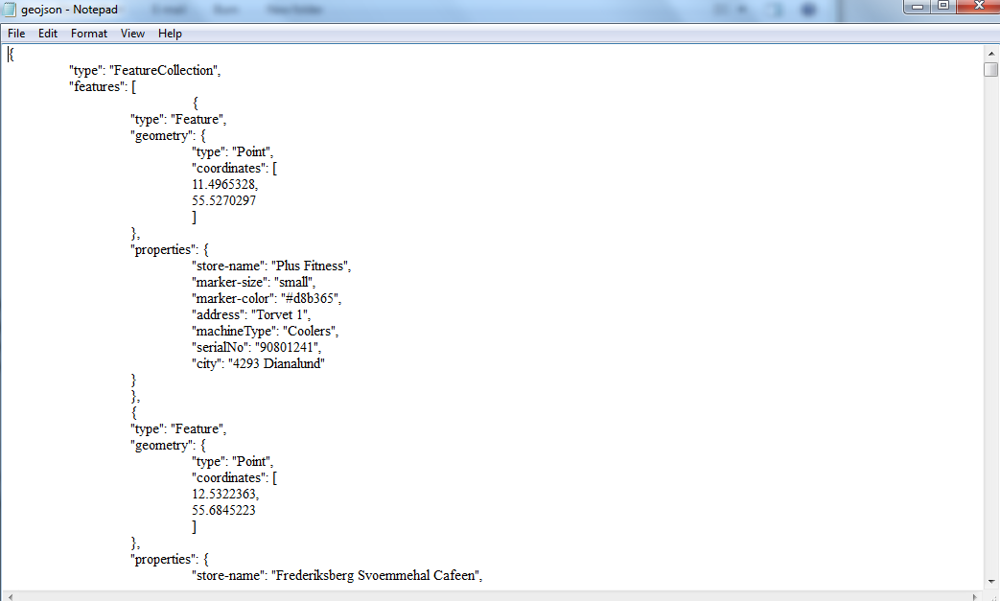 geojson - Notepad
File Edit Format View Help
{
"type": "FeatureCollection",
"features": [
{
"type": "Feature",
"geometry": {
"type": "Point",
"coordinates": [
11.4965328,
55.5270297
]
},
"properties": {
"store-name": "Plus Fitness",
"marker-size": "small",
"marker-color": "#d8b365",
"address": "Torvet 1",
"machineType": "Coolers",
"serialNo": "90801241",
"city": "4293 Dianalund"
}
},
{
"type": "Feature",
"geometry": {
"type": "Point",
"coordinates": [
12.5322363,
55.6845223
]
},
"properties": {
"store-name": "Frederiksberg Svoemmehal Cafeen",